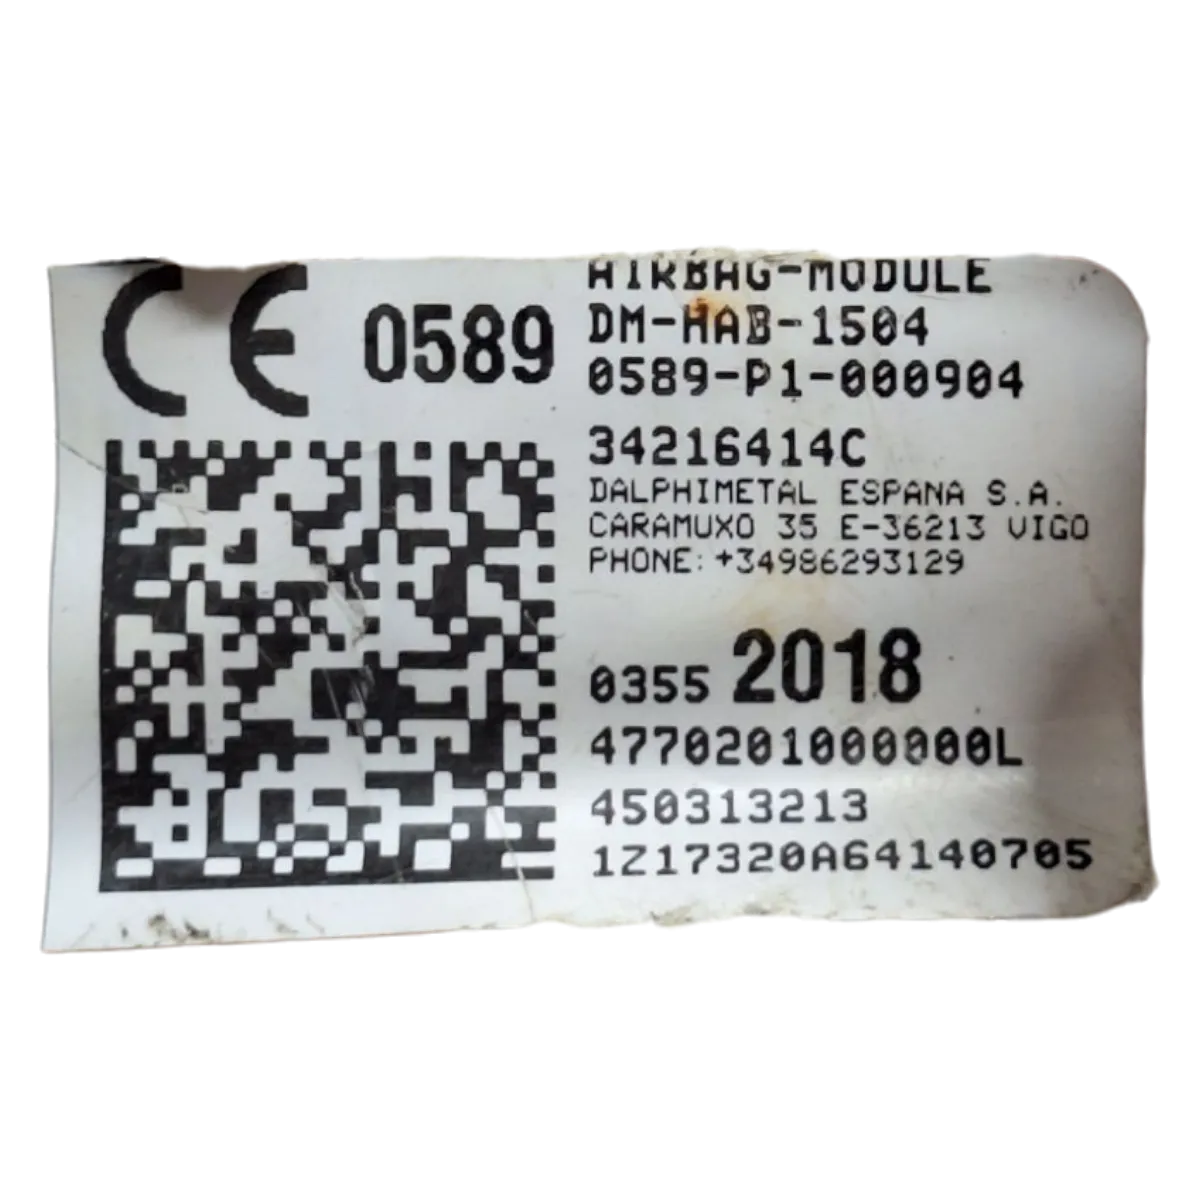 CE 0589
AIRBAG-MODULE
DM-HAB-1504
0589-P1-000904
34216414C
DALPHIMETAL ESPANA S.A.
CARAMUXO 35 E-36213 VIGO
PHONE: +34986293129
0355 2018
4770201000000L
450313213
1Z17320A64140705